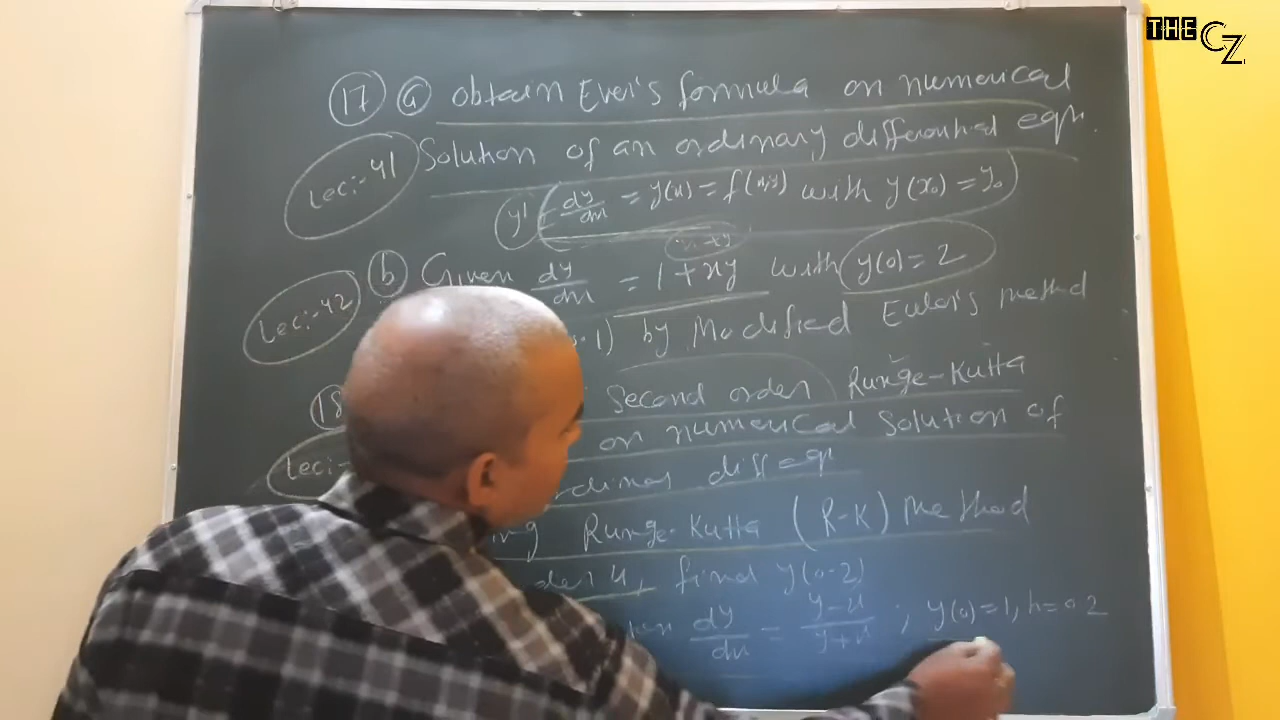 THE CZ
17 a obtain Ever's formula on numerical
Lec:-41 Solution of an ordinary differential eqn.
y' = dy/dx = y(x) = f(x,y) with y(x₀) = y₀
x+y
Lec:-42 b Given dy/dx = 1 + xy with y(0) = 2
1) by Modified Euler's method
18 Second order Runge-Kutta
Lec:- on numerical Solution of
diff eqn
Runge-Kutta (R-K) method
4, find y(0.2)
dy/dx = y-x/y+x ; y(0)=1, h=0.2